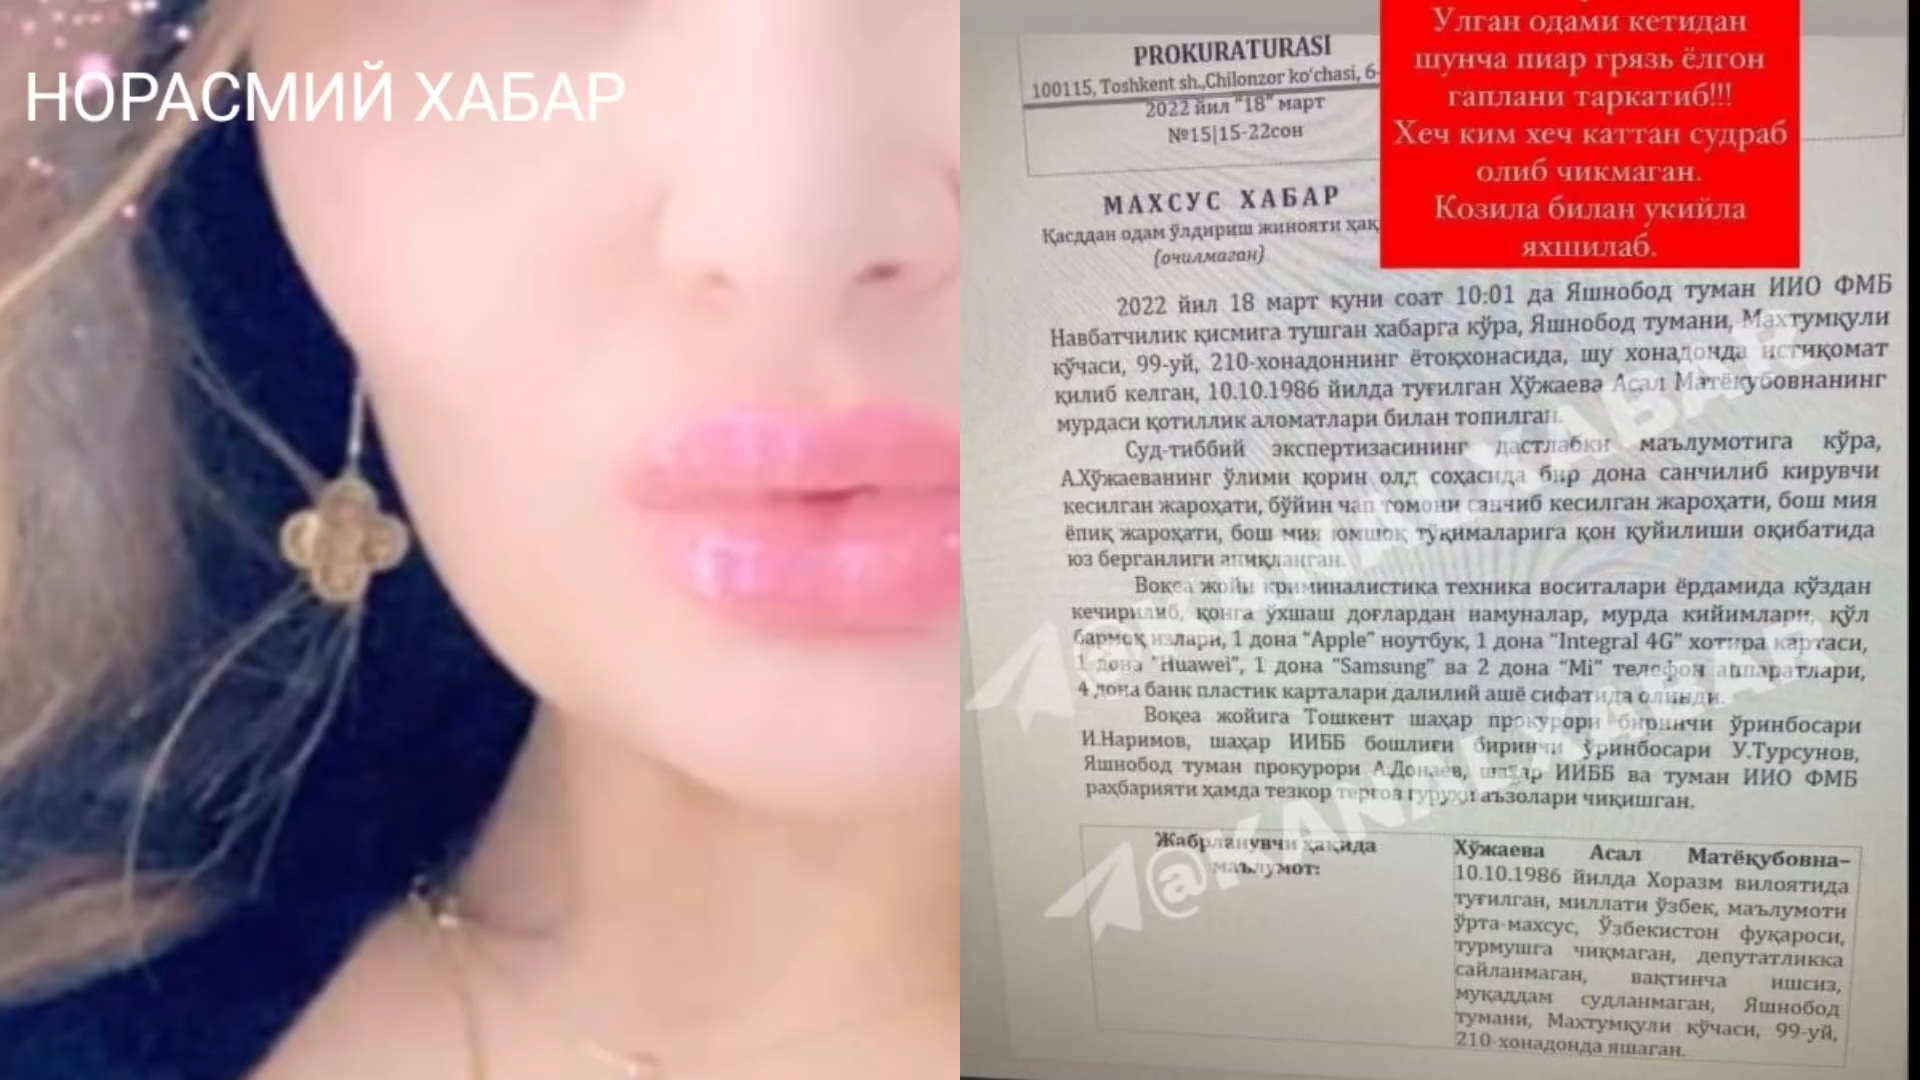 НОРАСМИЙ ХАБАР
Улган одами кетидан
шунча пиар грязь ёлгон
гаплани таркатиб!!!
Хеч ким хеч каттан судраб
олиб чикмаган.
Козила билан укийла
яхшилаб.
PROKURATURASI
100115, Toshkent sh.,Chilonzor ko‘chasi, 6-
2022 йил "18" март
№15|15-22сон
МАХСУС ХАБАР
Қасддан одам ўлдириш жинояти ҳақ
(очилмаган)
2022 йил 18 март куни соат 10:01 да Яшнобод туман ИИО ФМБ
Навбатчилик қисмига тушган хабарга кўра, Яшнобод тумани, Махтумқули
кўчаси, 99-уй, 210-хонадоннинг ётоқхонасида, шу хонадонда истиқомат
қилиб келган, 10.10.1986 йилда туғилган Хўжаева Асал Матёқубовнанинг
мурдаси қотиллик аломатлари билан топилган.
Суд-тиббий экспертизасининг дастлабки маълумотига кўра,
А.Хўжаеванинг ўлими қорин олд соҳасида бир дона санчилиб кирувчи
кесилган жароҳати, бўйин чап томони санчиб кесилган жароҳати, бош мия
ёпиқ жароҳати, бош мия юмшоқ тўқималарига қон қуйилиши оқибатида
юз берганлиги аниқланган.
Воқеа жойи криминалистика техника воситалари ёрдамида кўздан
кечирилиб, қонга ўхшаш доғлардан намуналар, мурда кийимлари, қўл
бармоқ излари, 1 дона “Apple” ноутбук, 1 дона “Integral 4G” хотира картаси,
1 дона “Huawei”, 1 дона “Samsung” ва 2 дона “Mi” телефон аппаратлари,
4 дона банк пластик карталари далилий ашё сифатида олинди.
Воқеа жойига Тошкент шаҳар прокурори биринчи ўринбосари
И.Наримов, шаҳар ИИББ бошлиғи биринчи ўринбосари У.Турсунов,
Яшнобод туман прокурори А.Донаев, шаҳар ИИББ ва туман ИИО ФМБ
раҳбарияти ҳамда тезкор тергов гуруҳи аъзолари чиқишган.
Жабрланувчи ҳақида
маълумот:
Хўжаева Асал Матёқубовна–
10.10.1986 йилда Хоразм вилоятида
туғилган, миллати ўзбек, маълумоти
ўрта-махсус, Ўзбекистон фуқароси,
турмушга чиқмаган, депутатликка
сайланмаган, вақтинча ишсиз,
муқаддам судланмаган, Яшнобод
тумани, Махтумқули кўчаси, 99-уй,
210-хонадонда яшаган.
@KANALXABAR
@KANALXABAR